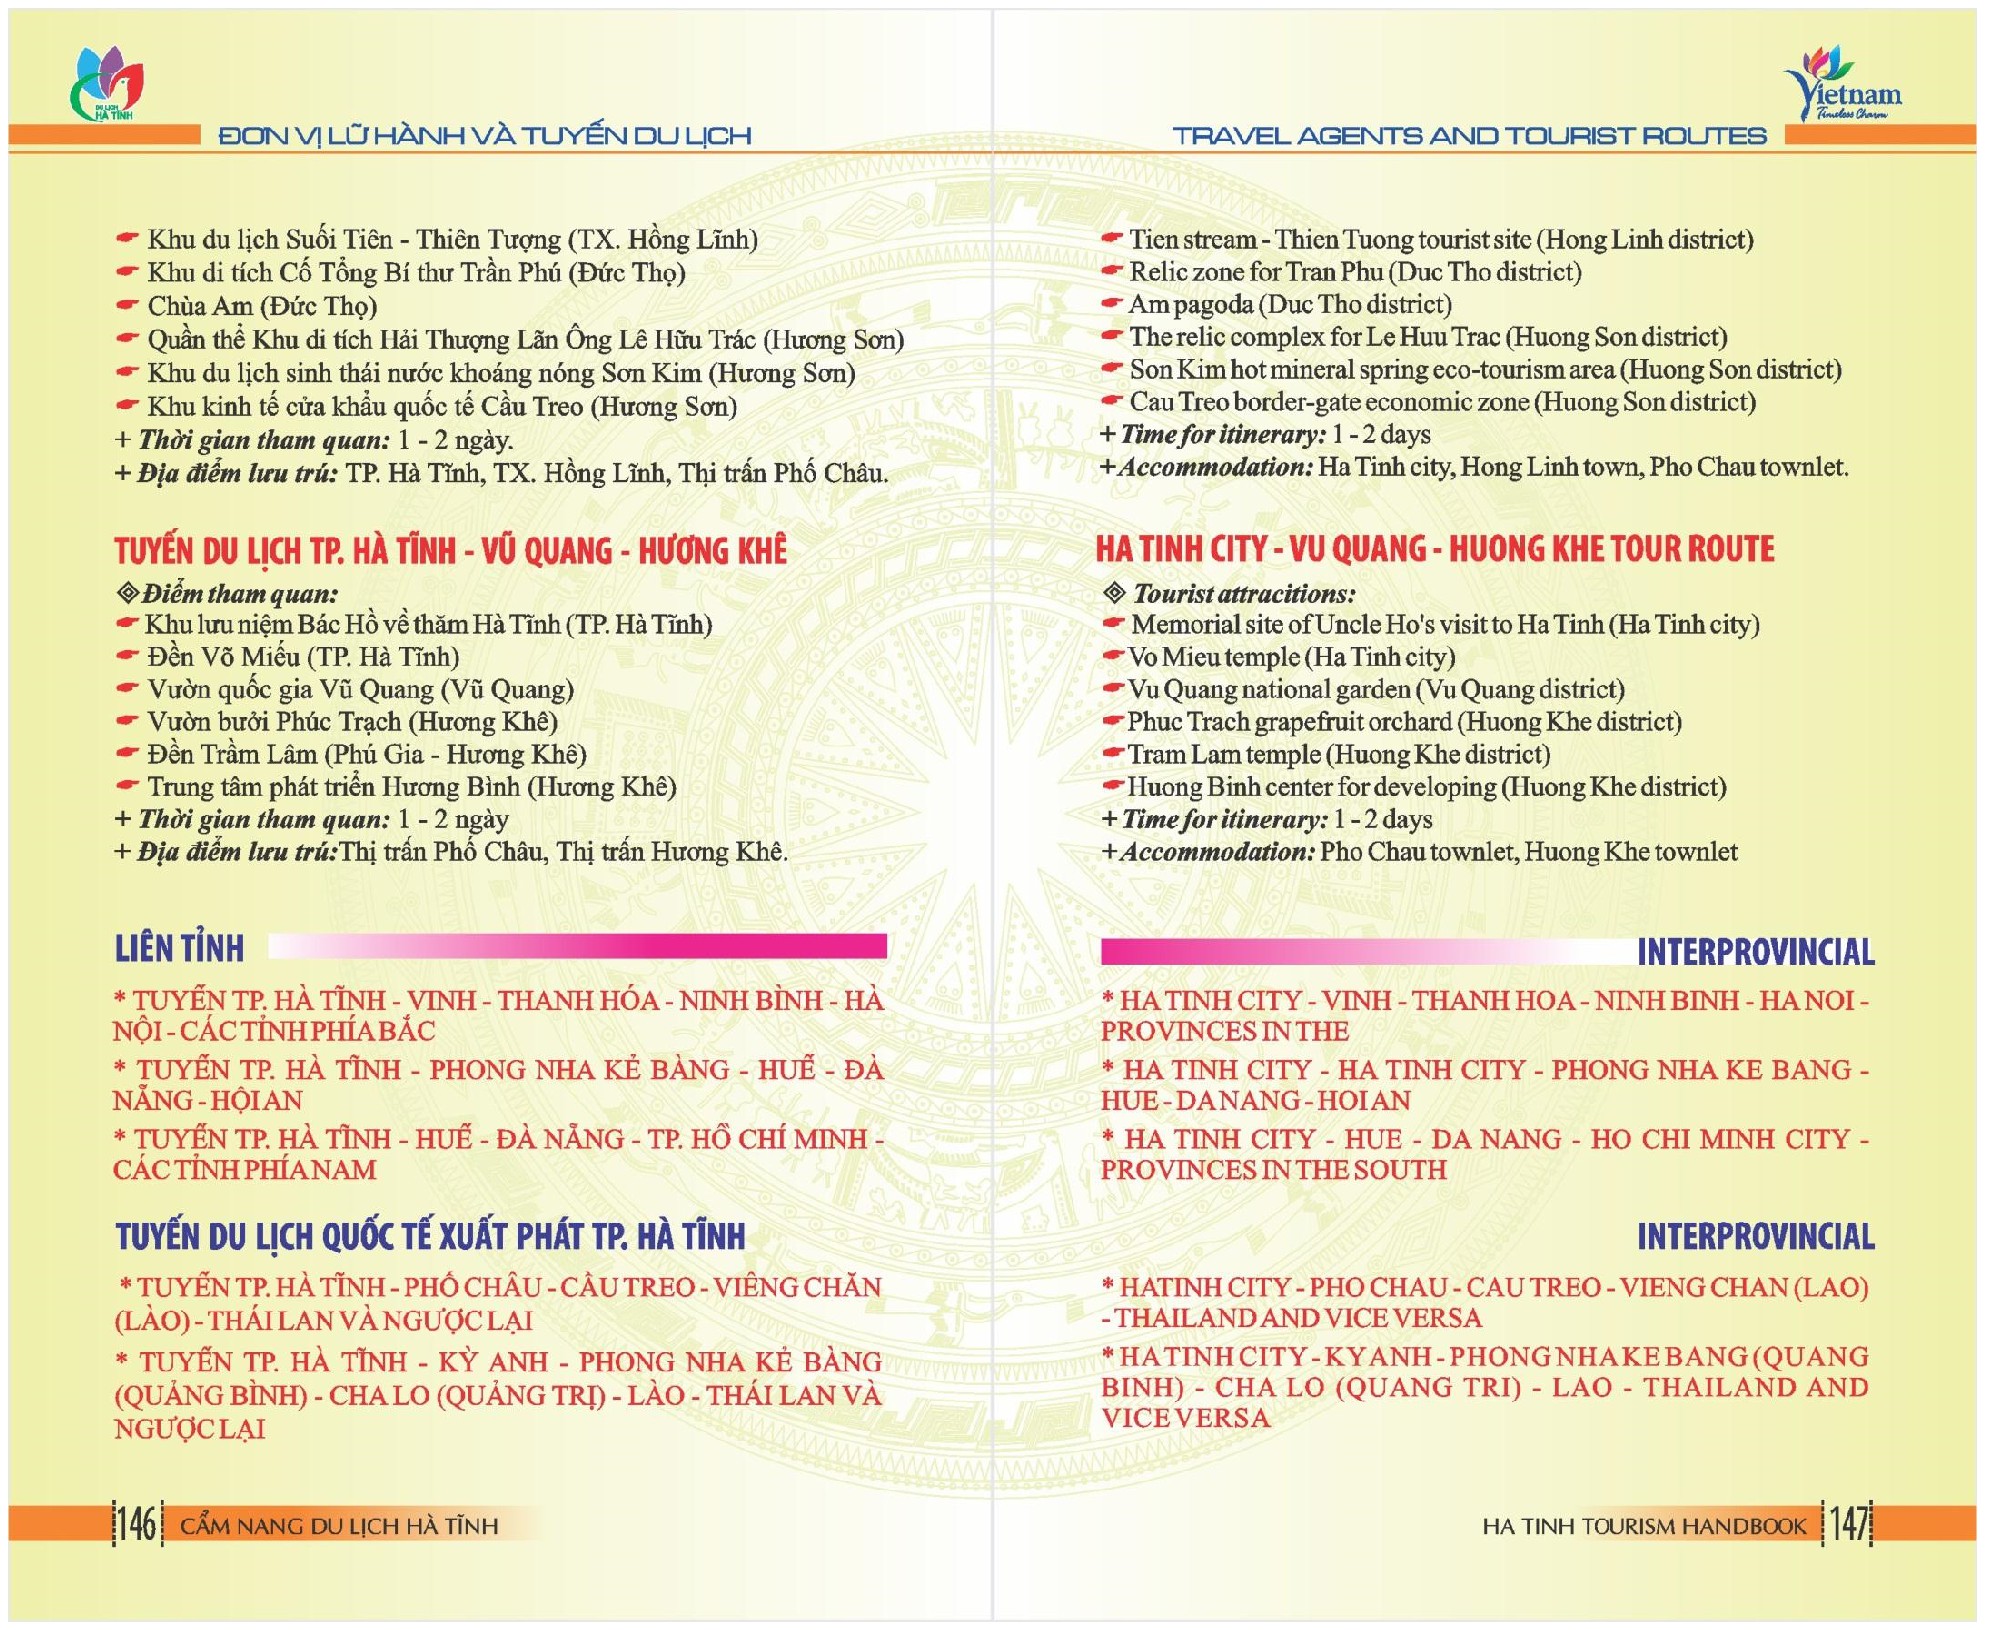 DU LỊCH
HÀ TĨNH
ĐƠN VỊ LỮ HÀNH VÀ TUYẾN DU LỊCH
Khu du lịch Suối Tiên - Thiên Tượng (TX. Hồng Lĩnh)
Khu di tích Cố Tổng Bí thư Trần Phú (Đức Thọ)
Chùa Am (Đức Thọ)
Quần thể Khu di tích Hải Thượng Lãn Ông Lê Hữu Trác (Hương Sơn)
Khu du lịch sinh thái nước khoáng nóng Sơn Kim (Hương Sơn)
Khu kinh tế cửa khẩu quốc tế Cầu Treo (Hương Sơn)
+ Thời gian tham quan: 1 - 2 ngày.
+ Địa điểm lưu trú: TP. Hà Tĩnh, TX. Hồng Lĩnh, Thị trấn Phố Châu.
TUYẾN DU LỊCH TP. HÀ TĨNH - VŨ QUANG - HƯƠNG KHÊ
Điểm tham quan:
Khu lưu niệm Bác Hồ về thăm Hà Tĩnh (TP. Hà Tĩnh)
Đền Võ Miếu (TP. Hà Tĩnh)
Vườn quốc gia Vũ Quang (Vũ Quang)
Vườn bưởi Phúc Trạch (Hương Khê)
Đền Trầm Lâm (Phú Gia - Hương Khê)
Trung tâm phát triển Hương Bình (Hương Khê)
+ Thời gian tham quan: 1 - 2 ngày
+ Địa điểm lưu trú:Thị trấn Phố Châu, Thị trấn Hương Khê.
LIÊN TỈNH
* TUYẾN TP. HÀ TĨNH - VINH - THANH HÓA - NINH BÌNH - HÀ
NỘI - CÁC TỈNH PHÍA BẮC
* TUYẾN TP. HÀ TĨNH - PHONG NHA KẺ BÀNG - HUẾ - ĐÀ
NẴNG - HỘI AN
* TUYẾN TP. HÀ TĨNH - HUẾ - ĐÀ NẴNG - TP. HỒ CHÍ MINH -
CÁC TỈNH PHÍA NAM
TUYẾN DU LỊCH QUỐC TẾ XUẤT PHÁT TP. HÀ TĨNH
* TUYẾN TP. HÀ TĨNH - PHỐ CHÂU - CẦU TREO - VIÊNG CHĂN
(LÀO) - THÁI LAN VÀ NGƯỢC LẠI
* TUYẾN TP. HÀ TĨNH - KỲ ANH - PHONG NHA KẺ BÀNG
(QUẢNG BÌNH) - CHA LO (QUẢNG TRỊ) - LÀO - THÁI LAN VÀ
NGƯỢC LẠI
146 CẨM NANG DU LỊCH HÀ TĨNH
Vietnam
Timeless Charm
TRAVEL AGENTS AND TOURIST ROUTES
Tien stream - Thien Tuong tourist site (Hong Linh district)
Relic zone for Tran Phu (Duc Tho district)
Am pagoda (Duc Tho district)
The relic complex for Le Huu Trac (Huong Son district)
Son Kim hot mineral spring eco-tourism area (Huong Son district)
Cau Treo border-gate economic zone (Huong Son district)
+ Time for itinerary: 1 - 2 days
+ Accommodation: Ha Tinh city, Hong Linh town, Pho Chau townlet.
HA TINH CITY - VU QUANG - HUONG KHE TOUR ROUTE
Tourist attracitions:
Memorial site of Uncle Ho's visit to Ha Tinh (Ha Tinh city)
Vo Mieu temple (Ha Tinh city)
Vu Quang national garden (Vu Quang district)
Phuc Trach grapefruit orchard (Huong Khe district)
Tram Lam temple (Huong Khe district)
Huong Binh center for developing (Huong Khe district)
+ Time for itinerary: 1 - 2 days
+ Accommodation: Pho Chau townlet, Huong Khe townlet
INTERPROVINCIAL
* HA TINH CITY - VINH - THANH HOA - NINH BINH - HA NOI -
PROVINCES IN THE
* HA TINH CITY - HA TINH CITY - PHONG NHA KE BANG -
HUE - DA NANG - HOI AN
* HA TINH CITY - HUE - DA NANG - HO CHI MINH CITY -
PROVINCES IN THE SOUTH
INTERPROVINCIAL
* HATINH CITY - PHO CHAU - CAU TREO - VIENG CHAN (LAO)
- THAILAND AND VICE VERSA
* HA TINH CITY - KY ANH - PHONG NHA KE BANG (QUANG
BINH) - CHA LO (QUANG TRI) - LAO - THAILAND AND
VICE VERSA
HA TINH TOURISM HANDBOOK 147